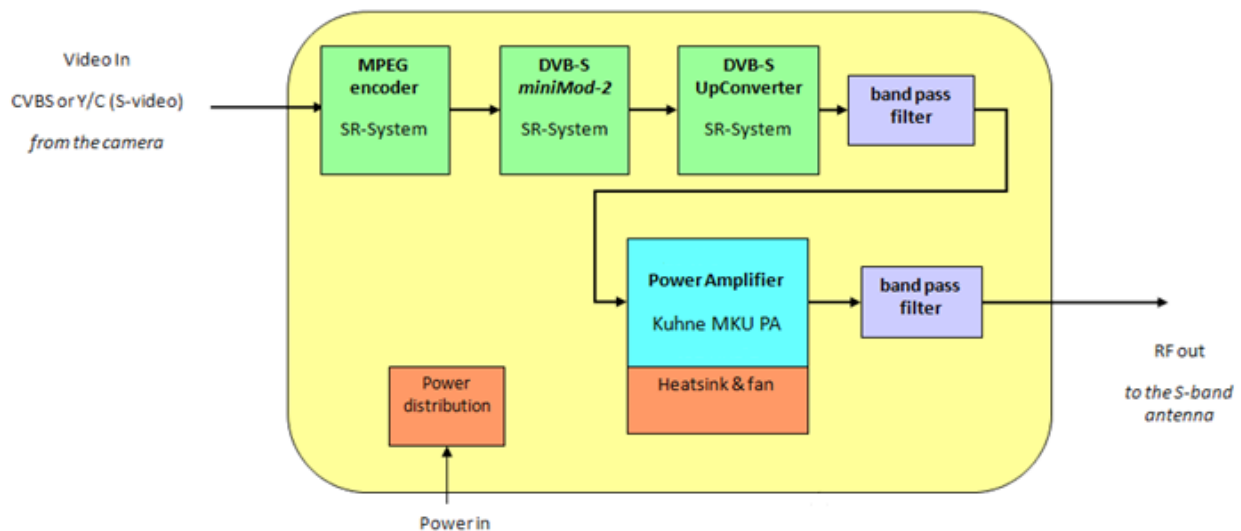 Video In
CVBS or Y/C (S-video)
from the camera
MPEG
encoder
SR-System
DVB-S
miniMod-2
SR-System
DVB-S
UpConverter
SR-System
band pass
filter
Power Amplifier
Kuhne MKU PA
Heatsink & fan
band pass
filter
RF out
to the S-band
antenna
Power
distribution
Power in